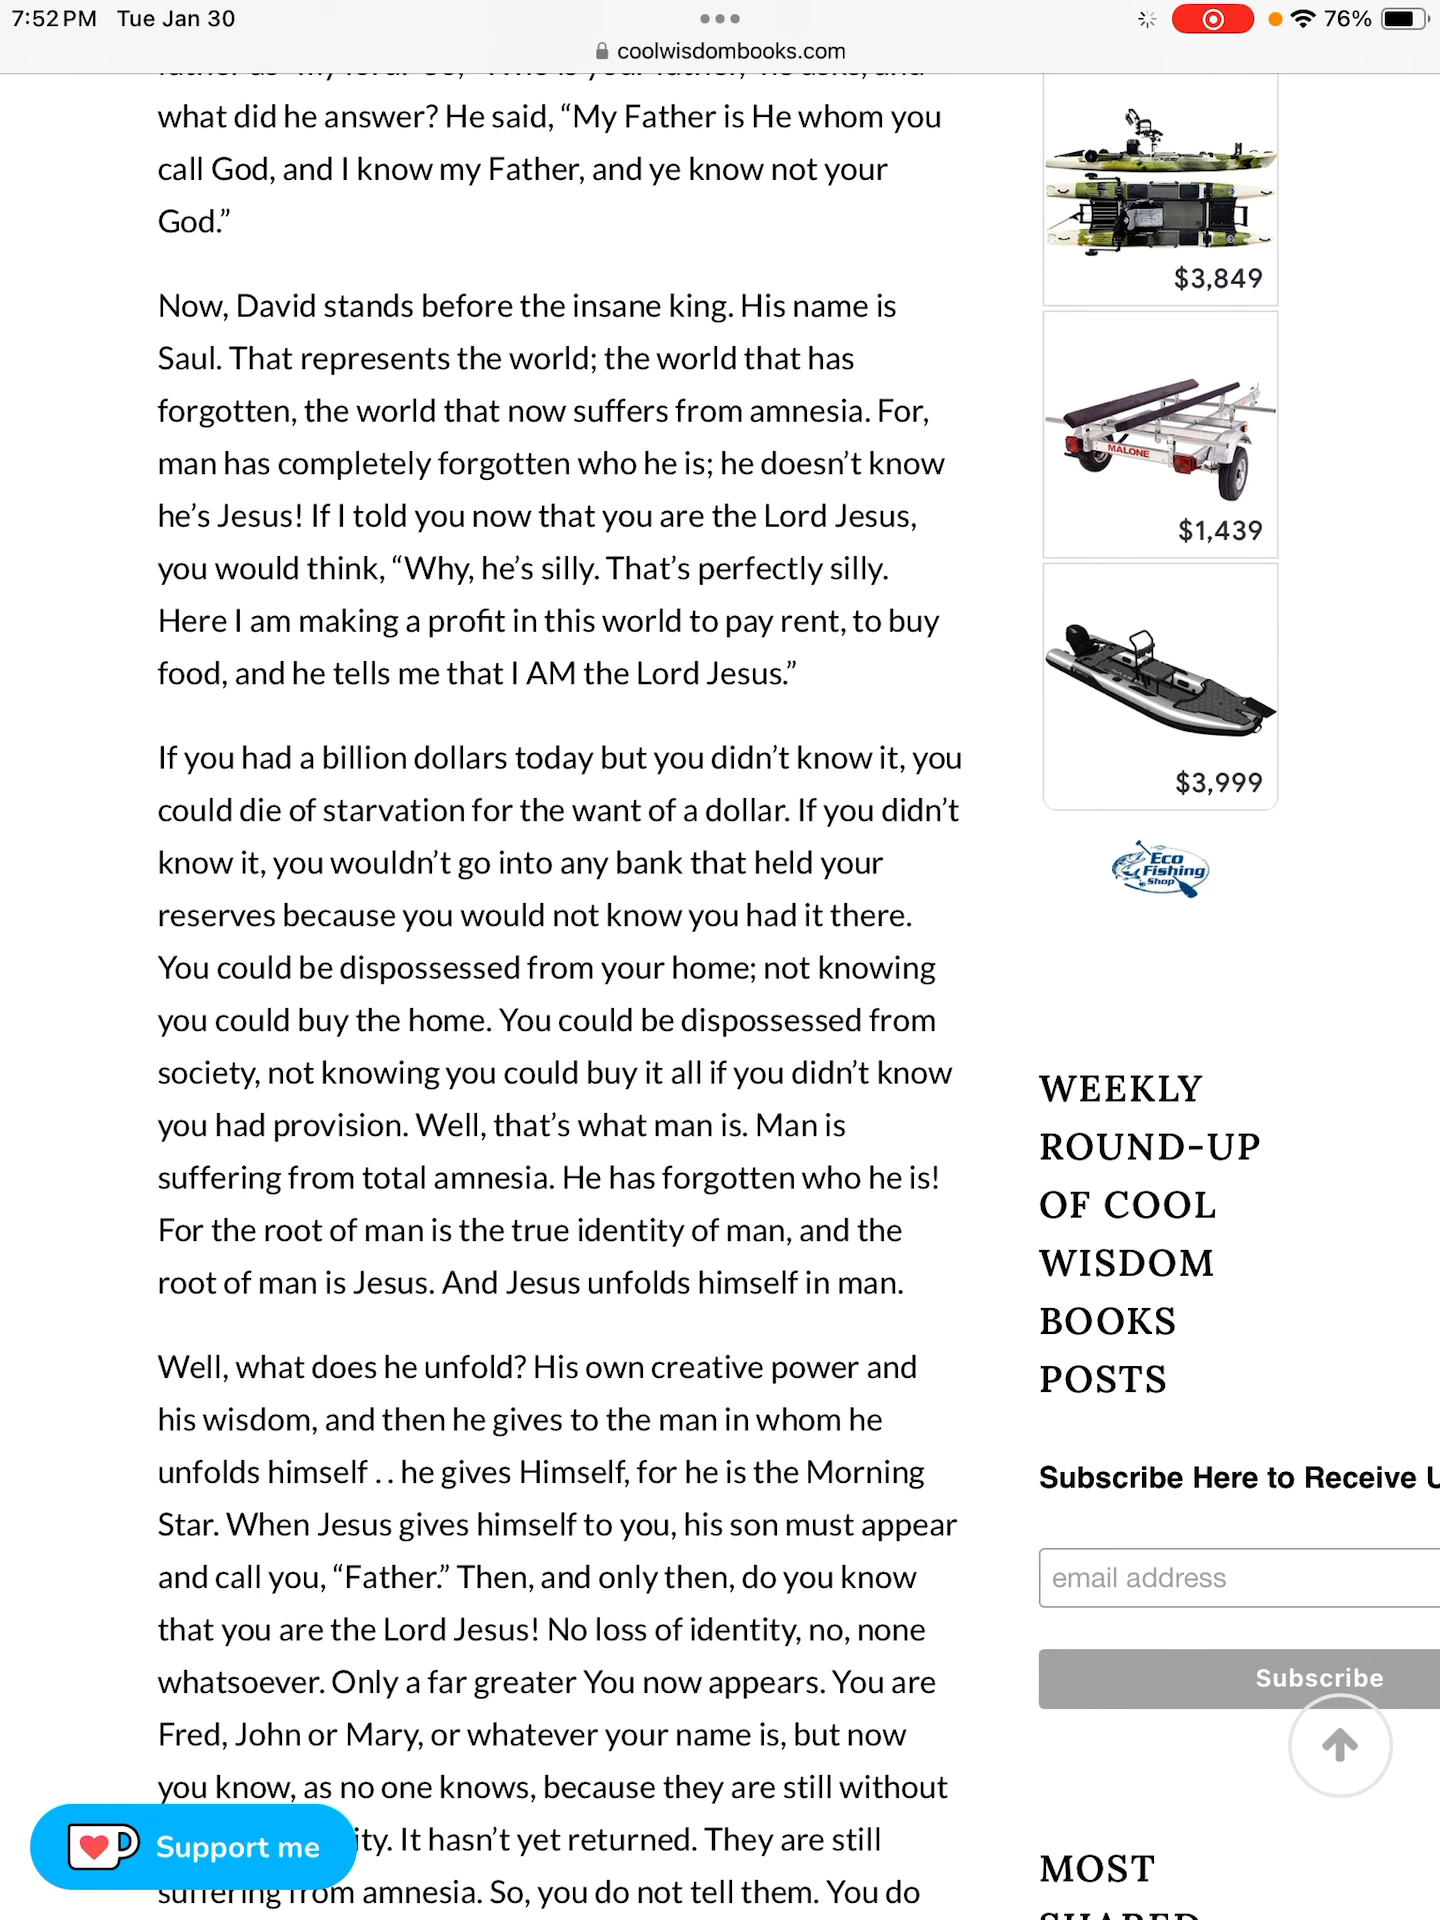 7:52 PM Tue Jan 30
76%
coolwisdombooks.com
what did he answer? He said, “My Father is He whom you
call God, and I know my Father, and ye know not your
God.”
Now, David stands before the insane king. His name is
Saul. That represents the world; the world that has
forgotten, the world that now suffers from amnesia. For,
man has completely forgotten who he is; he doesn’t know
he’s Jesus! If I told you now that you are the Lord Jesus,
you would think, “Why, he’s silly. That’s perfectly silly.
Here I am making a profit in this world to pay rent, to buy
food, and he tells me that I AM the Lord Jesus.”
If you had a billion dollars today but you didn’t know it, you
could die of starvation for the want of a dollar. If you didn’t
know it, you wouldn’t go into any bank that held your
reserves because you would not know you had it there.
You could be dispossessed from your home; not knowing
you could buy the home. You could be dispossessed from
society, not knowing you could buy it all if you didn’t know
you had provision. Well, that’s what man is. Man is
suffering from total amnesia. He has forgotten who he is!
For the root of man is the true identity of man, and the
root of man is Jesus. And Jesus unfolds himself in man.
Well, what does he unfold? His own creative power and
his wisdom, and then he gives to the man in whom he
unfolds himself . . he gives Himself, for he is the Morning
Star. When Jesus gives himself to you, his son must appear
and call you, “Father.” Then, and only then, do you know
that you are the Lord Jesus! No loss of identity, no, none
whatsoever. Only a far greater You now appears. You are
Fred, John or Mary, or whatever your name is, but now
you know, as no one knows, because they are still without
ity. It hasn’t yet returned. They are still
suffering from amnesia. So, you do not tell them. You do
Support me
$3,849
MALONE
$1,439
$3,999
Eco
Fishing
Shop
WEEKLY
ROUND-UP
OF COOL
WISDOM
BOOKS
POSTS
Subscribe Here to Receive U
email address
Subscribe
MOST
SHARED